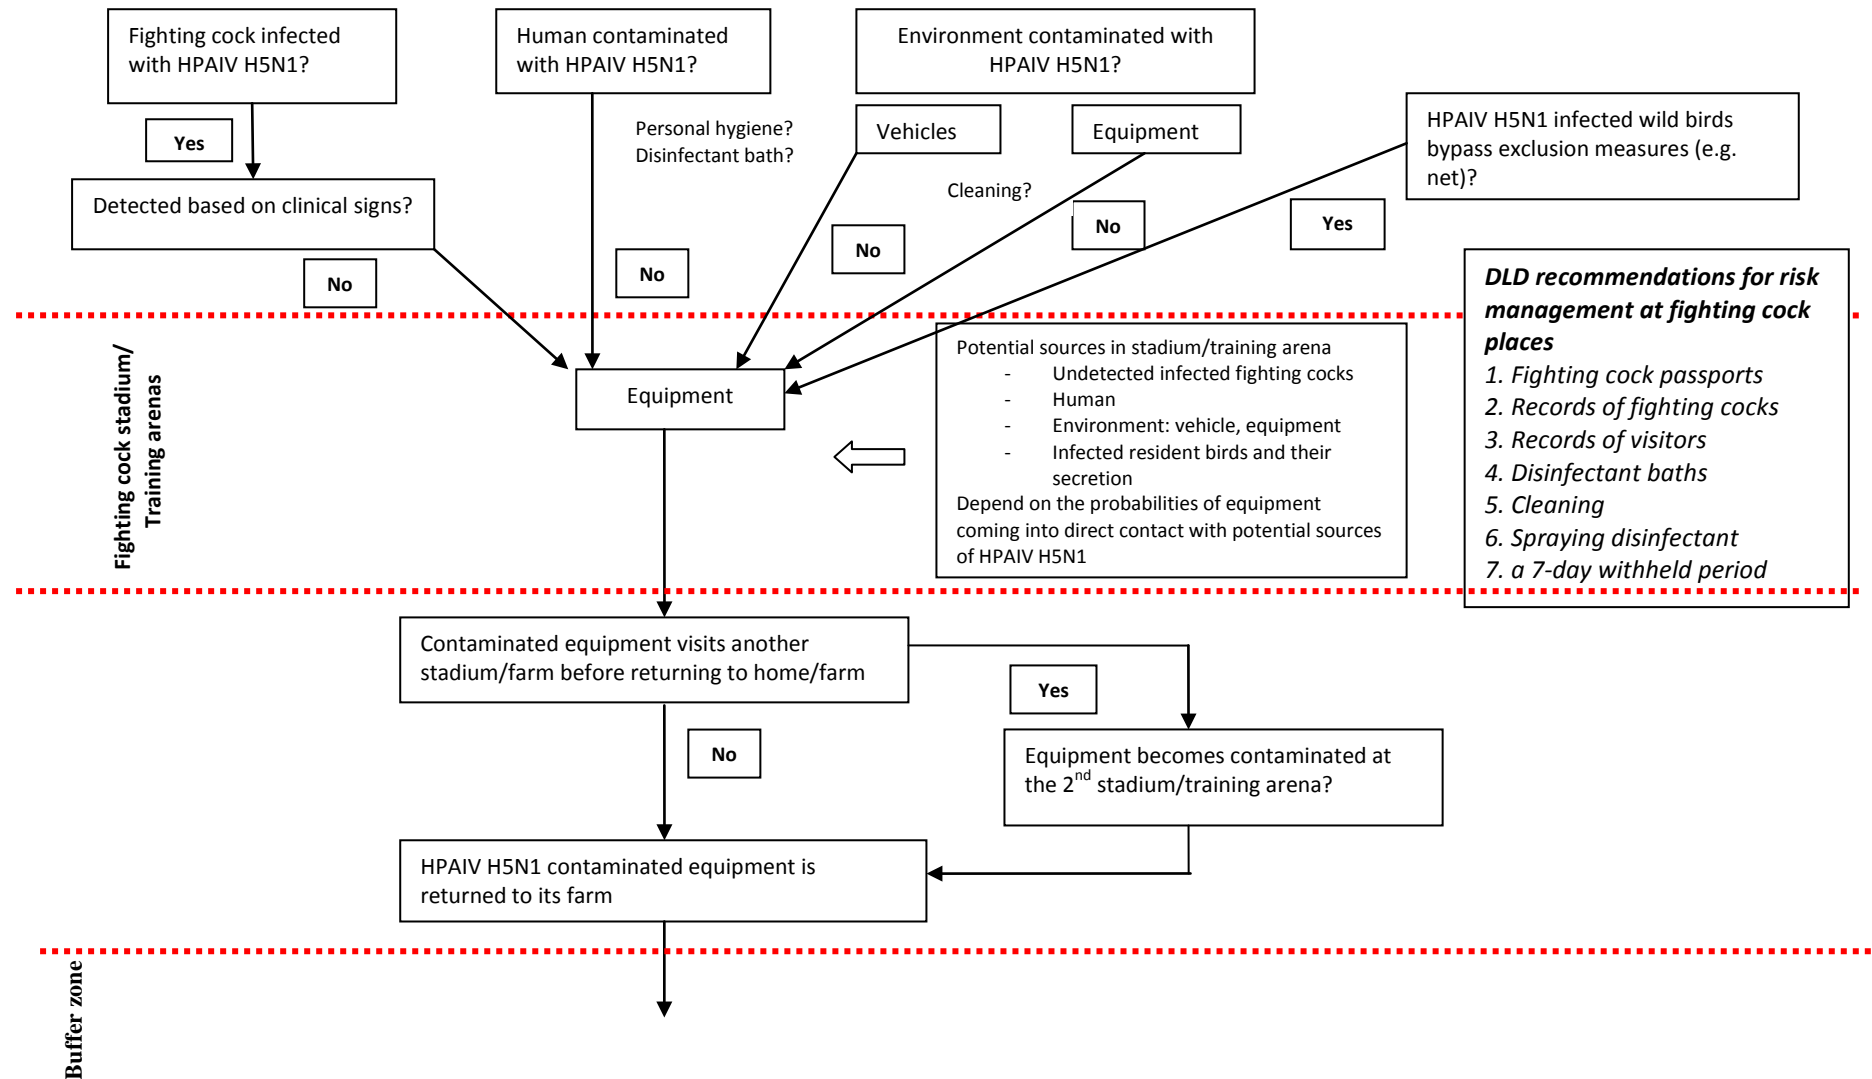 Fighting cock infected
with HPAIV H5N1?
Human contaminated
with HPAIV H5N1?
Environment contaminated with
HPAIV H5N1?
Yes
Personal hygiene?
Disinfectant bath?
Vehicles
Equipment
HPAIV H5N1 infected wild birds
bypass exclusion measures (e.g.
net)?
Detected based on clinical signs?
Cleaning?
No
No
No
No
Yes
DLD recommendations for risk
management at fighting cock
places
1. Fighting cock passports
2. Records of fighting cocks
3. Records of visitors
4. Disinfectant baths
5. Cleaning
6. Spraying disinfectant
7. a 7-day withheld period
Fighting cock stadium/
Training arenas
Equipment
Potential sources in stadium/training arena
- Undetected infected fighting cocks
- Human
- Environment: vehicle, equipment
- Infected resident birds and their
secretion
Depend on the probabilities of equipment
coming into direct contact with potential sources
of HPAIV H5N1
Contaminated equipment visits another
stadium/farm before returning to home/farm
Yes
No
Equipment becomes contaminated at
the 2nd stadium/training arena?
HPAIV H5N1 contaminated equipment is
returned to its farm
Buffer zone